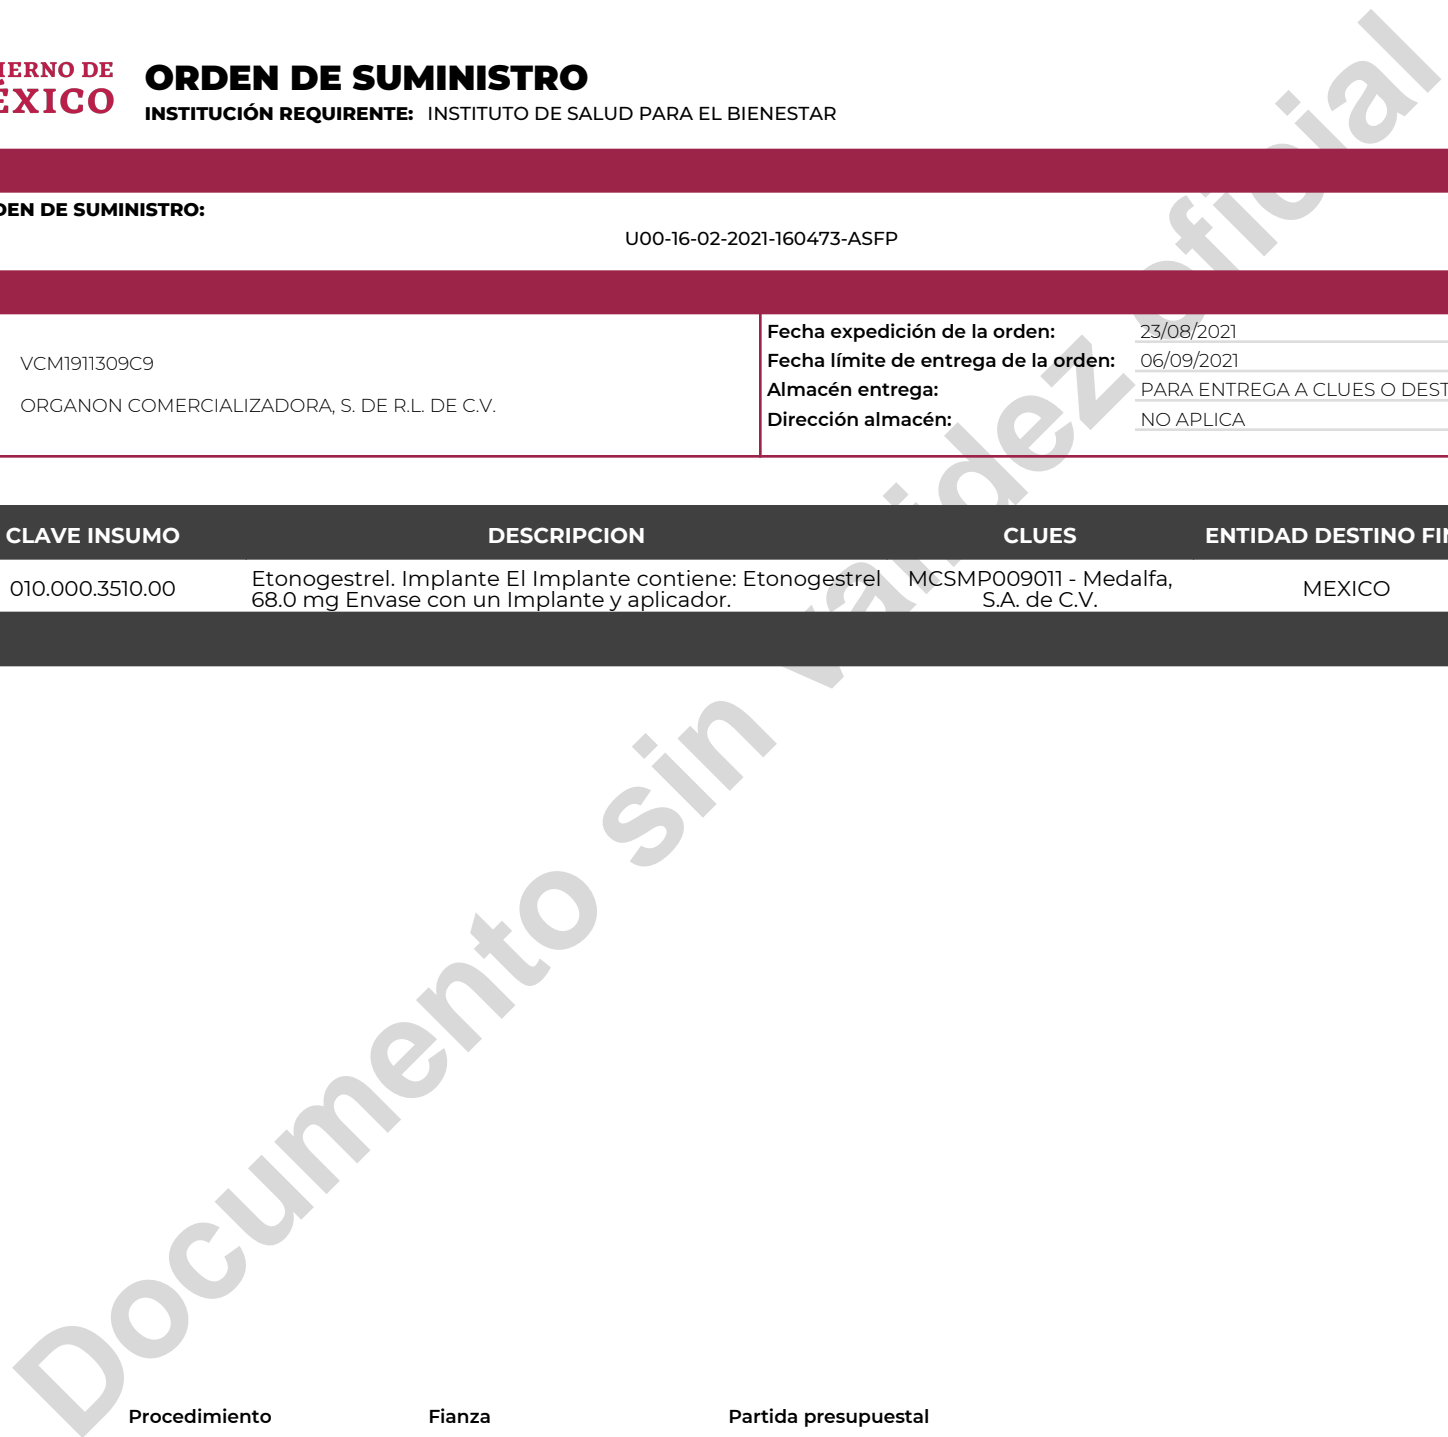 IERNO DE
ÉXICO
ORDEN DE SUMINISTRO
INSTITUCIÓN REQUIRENTE: INSTITUTO DE SALUD PARA EL BIENESTAR
DEN DE SUMINISTRO:
U00-16-02-2021-160473-ASFP
VCM1911309C9
ORGANON COMERCIALIZADORA, S. DE R.L. DE C.V.
Fecha expedición de la orden: 23/08/2021
Fecha límite de entrega de la orden: 06/09/2021
Almacén entrega: PARA ENTREGA A CLUES O DEST
Dirección almacén: NO APLICA
CLAVE INSUMO DESCRIPCION CLUES ENTIDAD DESTINO FIN
010.000.3510.00
Etonogestrel. Implante El Implante contiene: Etonogestrel
68.0 mg Envase con un Implante y aplicador.
MCSMP009011 - Medalfa,
S.A. de C.V.
MEXICO
Documento sin validez oficial
Procedimiento Fianza Partida presupuestal